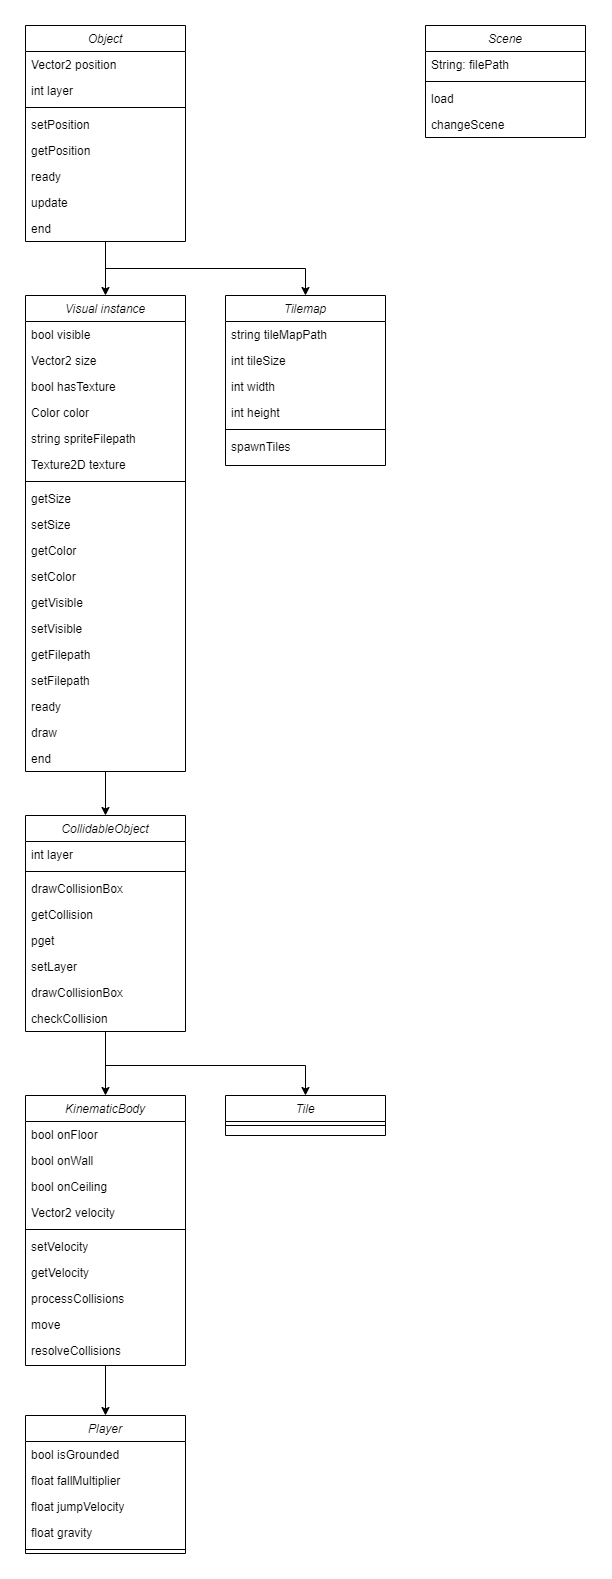 Object
Vector2 position
int layer
setPosition
getPosition
ready
update
end
Scene
String: filePath
load
changeScene
Visual instance
bool visible
Vector2 size
bool hasTexture
Color color
string spriteFilepath
Texture2D texture
getSize
setSize
getColor
setColor
getVisible
setVisible
getFilepath
setFilepath
ready
draw
end
Tilemap
string tileMapPath
int tileSize
int width
int height
spawnTiles
CollidableObject
int layer
drawCollisionBox
getCollision
pget
setLayer
drawCollisionBox
checkCollision
KinematicBody
bool onFloor
bool onWall
bool onCeiling
Vector2 velocity
setVelocity
getVelocity
processCollisions
move
resolveCollisions
Tile
Player
bool isGrounded
float fallMultiplier
float jumpVelocity
float gravity